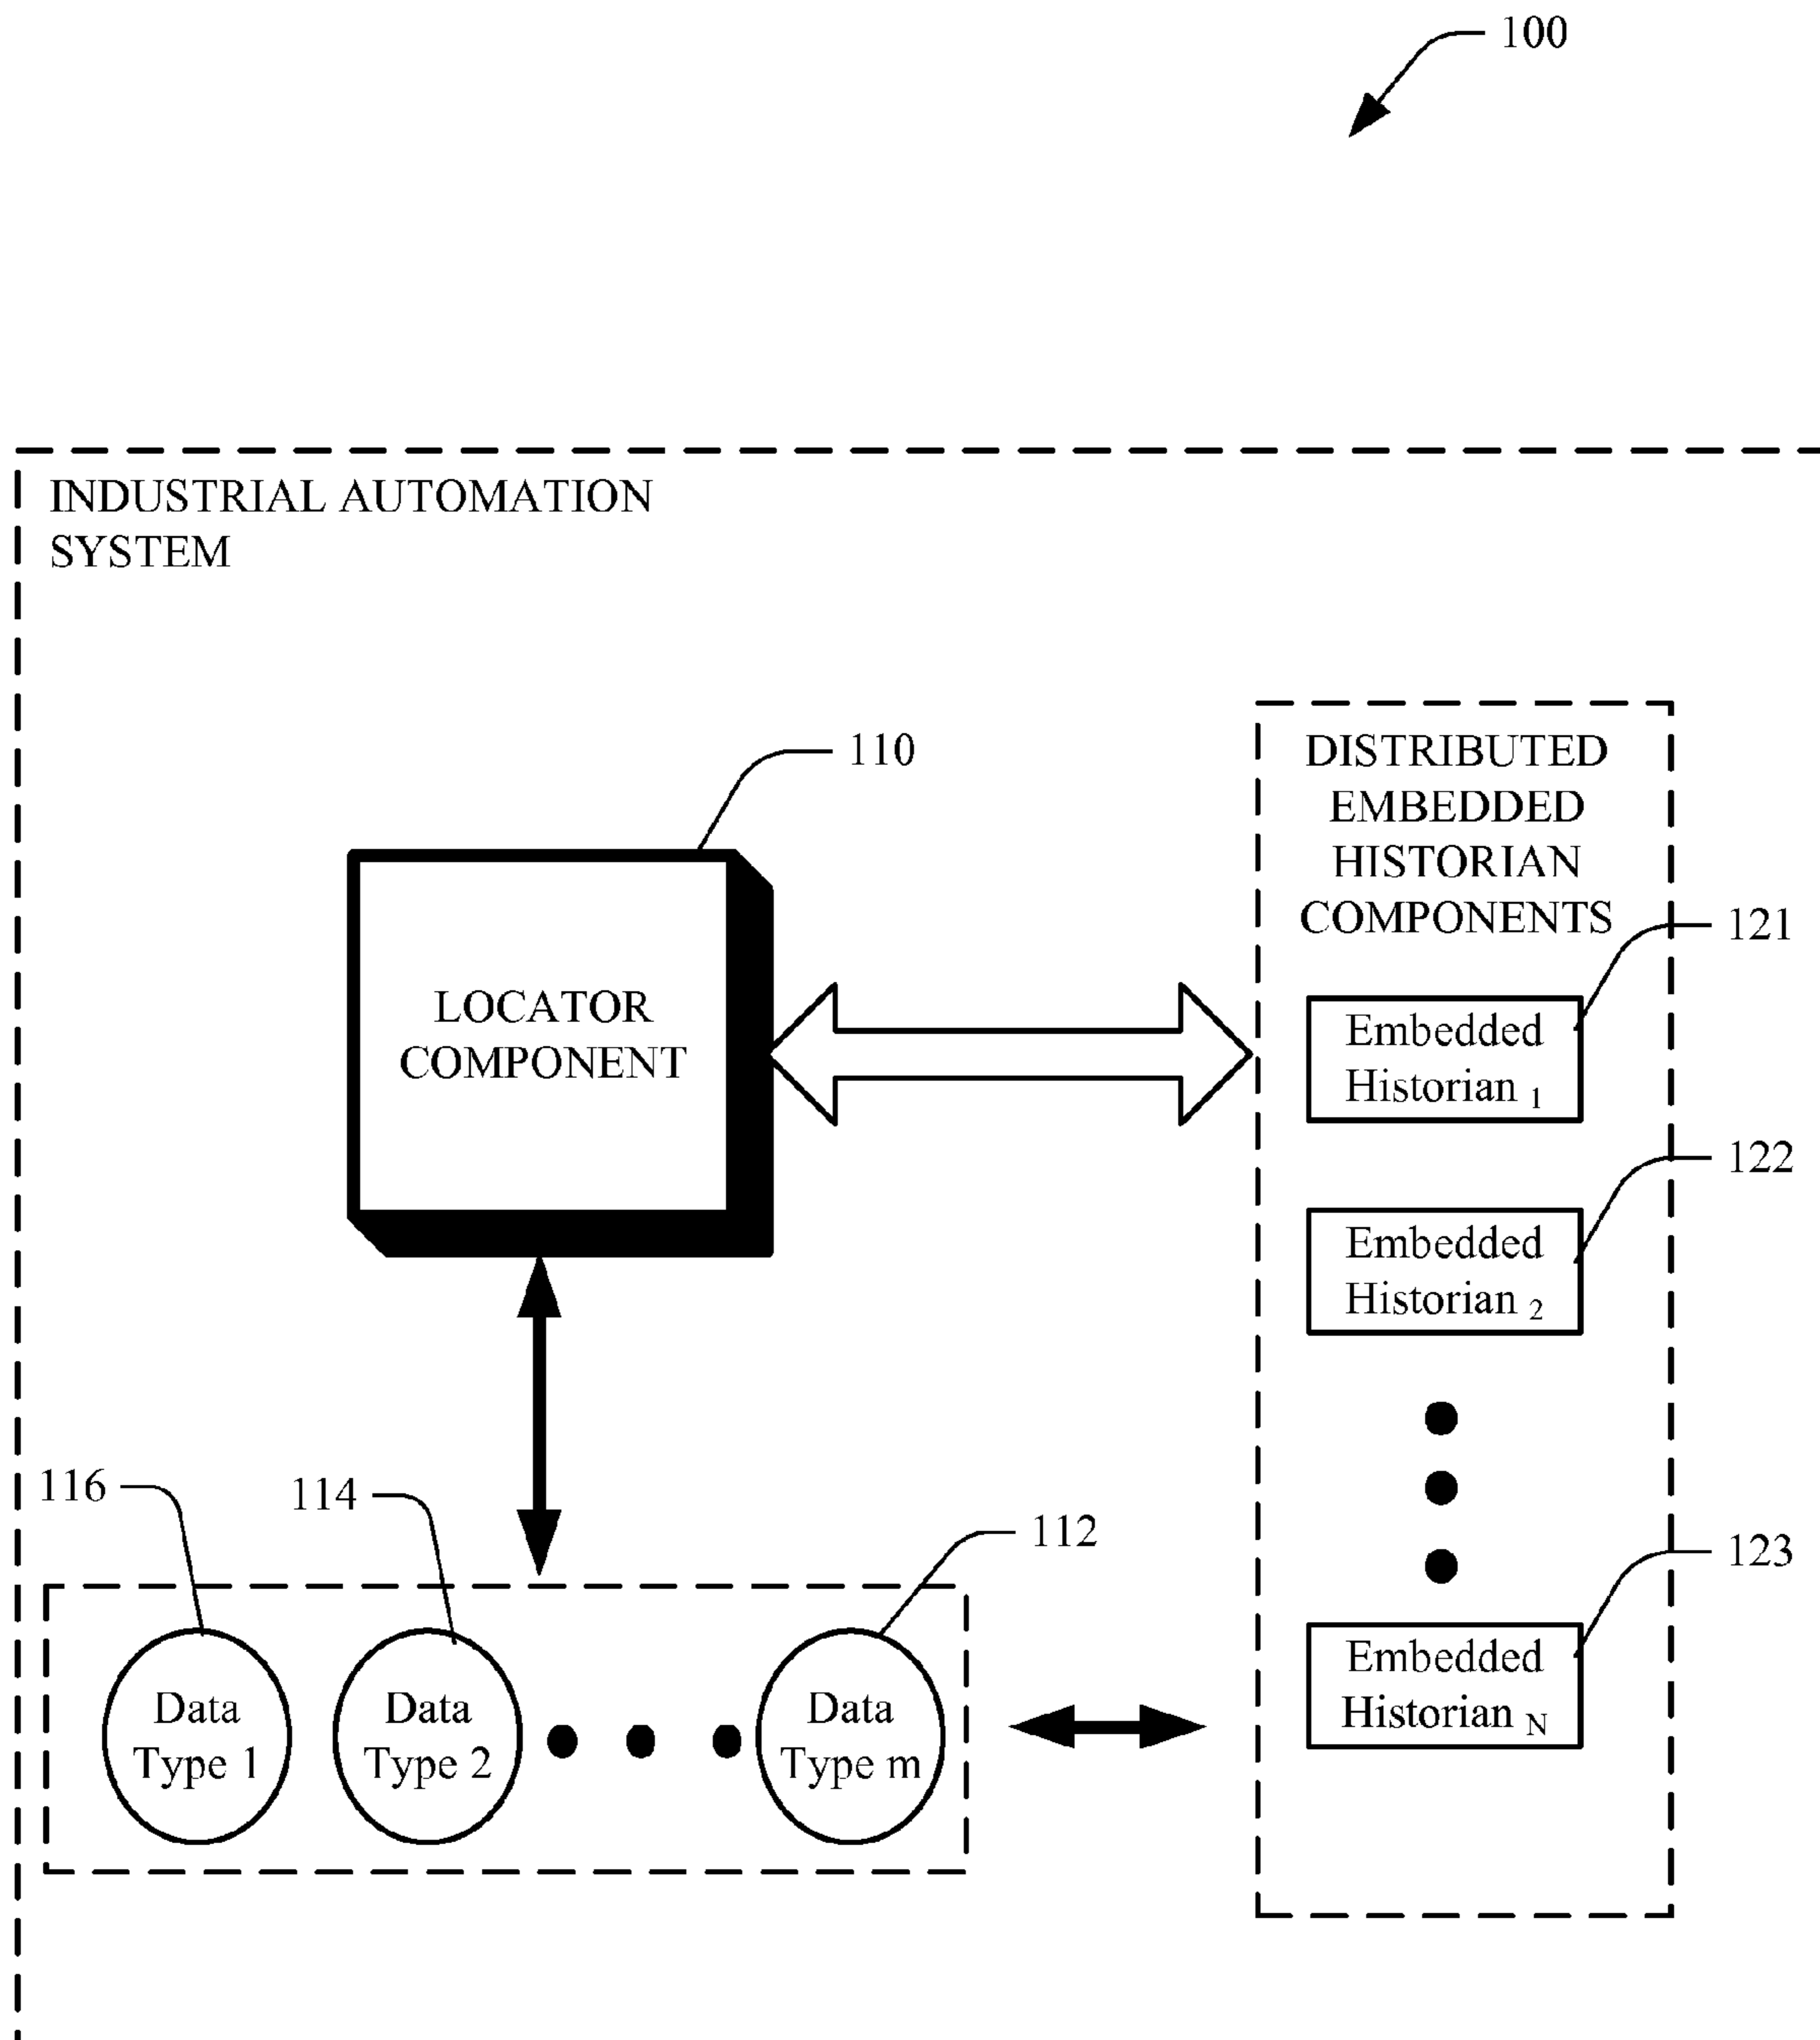 100
INDUSTRIAL AUTOMATION
SYSTEM
110
DISTRIBUTED
EMBEDDED
HISTORIAN
COMPONENTS
121
LOCATOR
COMPONENT
Embedded
Historian 1
122
Embedded
Historian 2
116
114
112
123
Embedded
Historian N
Data
Type 1
Data
Type 2
Data
Type m